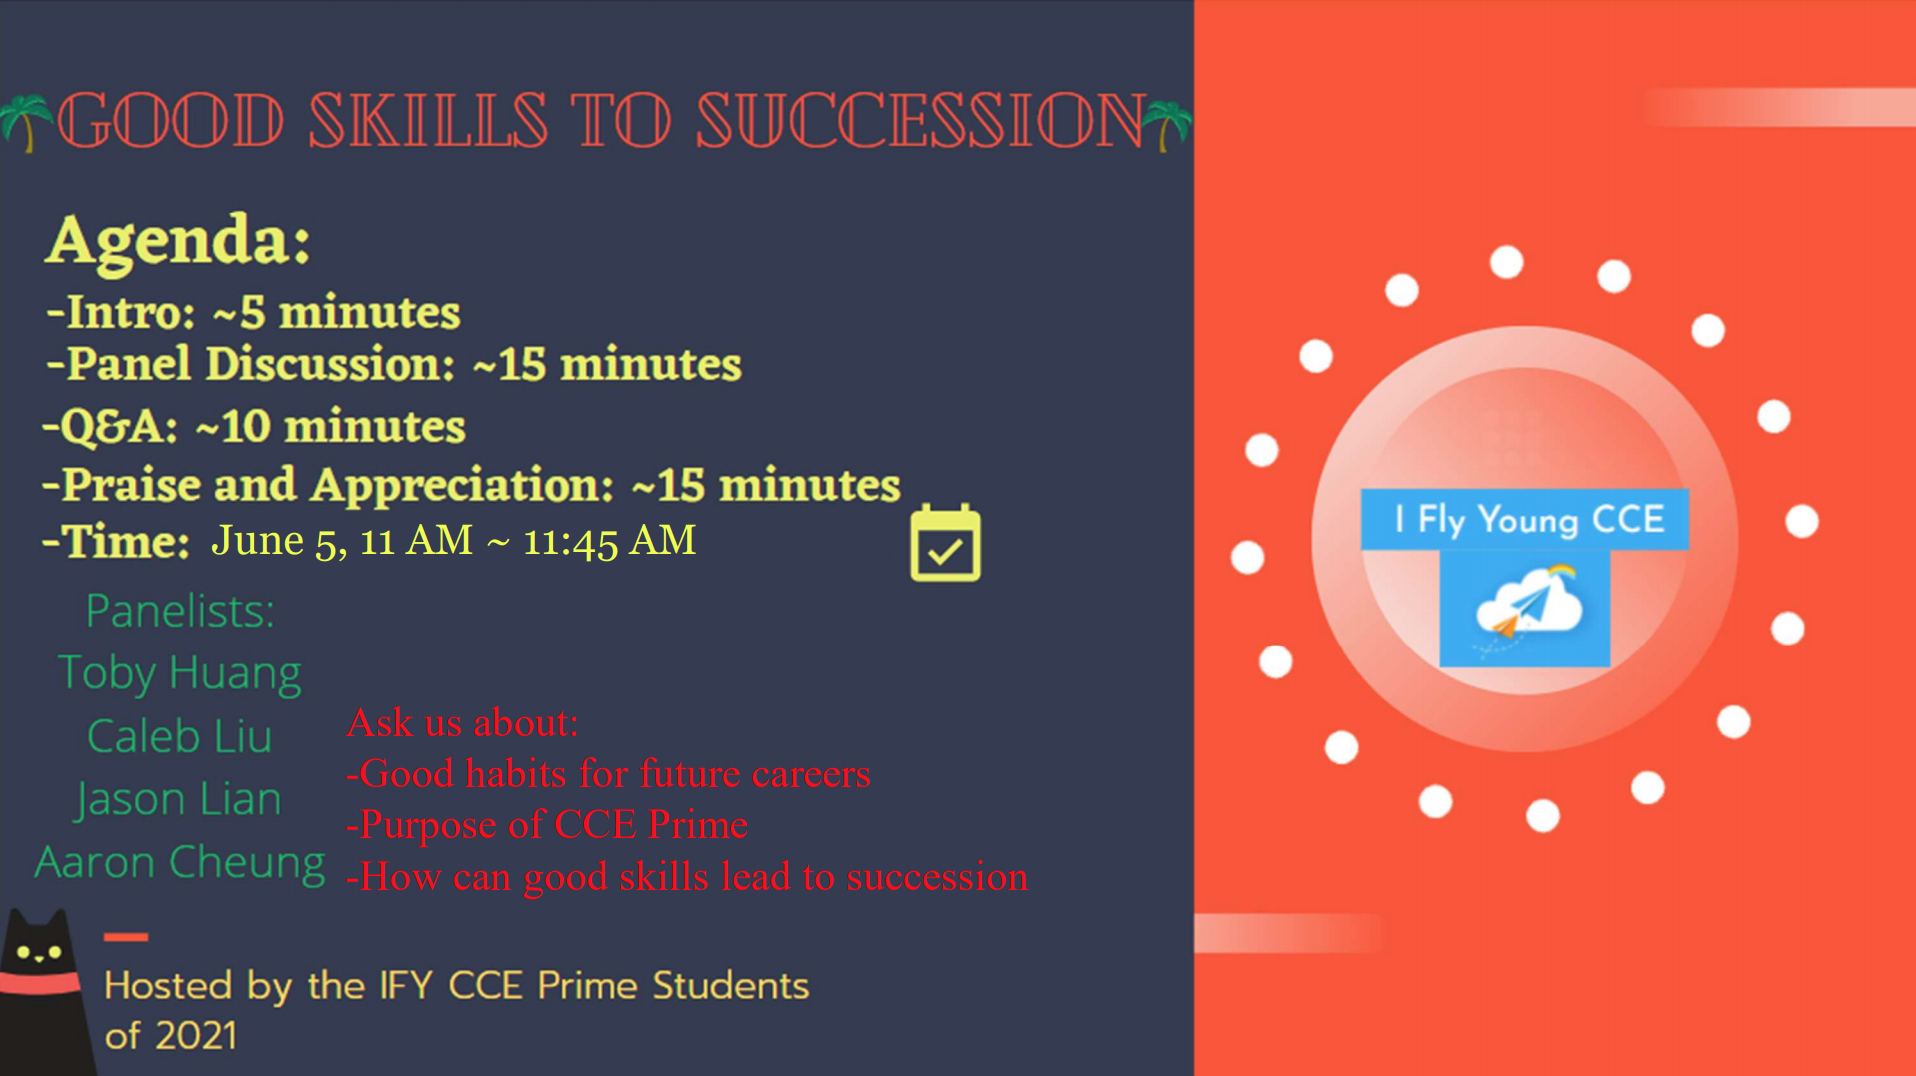 GOOD SKILLS TO SUCCESSION
Agenda:
-Intro: ~5 minutes
-Panel Discussion: ~15 minutes
-Q&A: ~10 minutes
-Praise and Appreciation: ~15 minutes
-Time: June 5, 11 AM ~ 11:45 AM
Panelists:
Toby Huang
Caleb Liu
Jason Lian
Aaron Cheung
Ask us about:
-Good habits for future careers
-Purpose of CCE Prime
-How can good skills lead to succession
Hosted by the IFY CCE Prime Students
of 2021
I Fly Young CCE